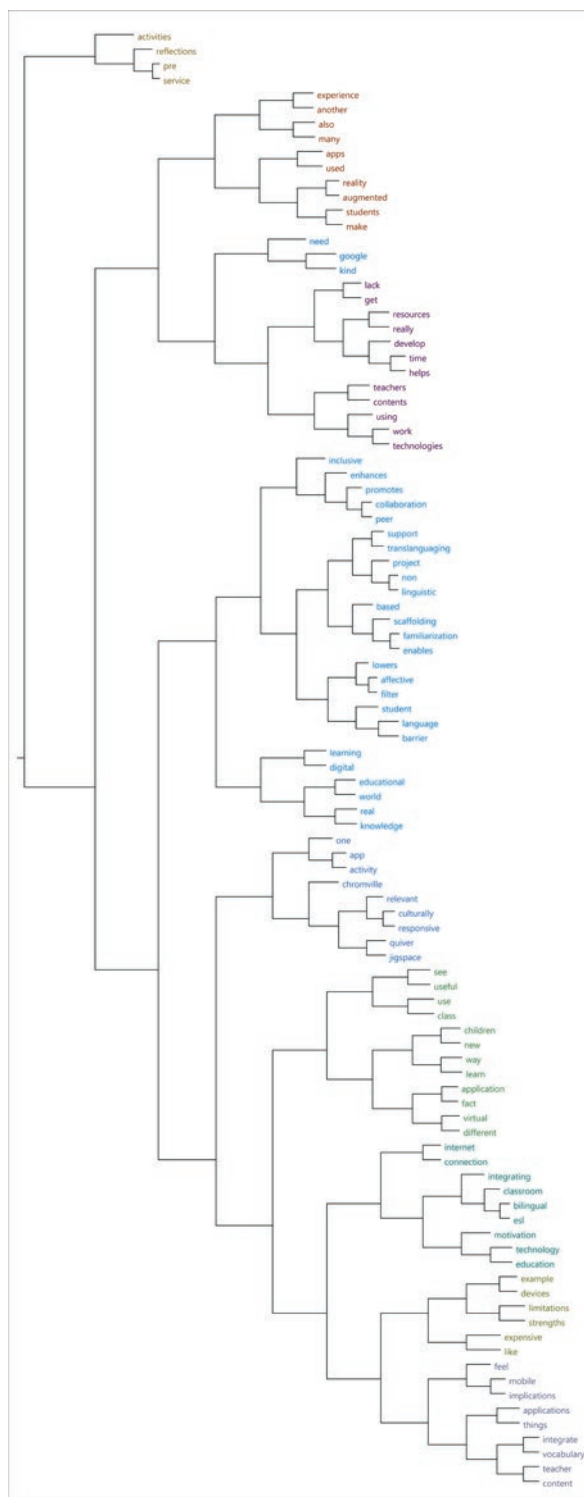 activities
reflections
pre
service
experience
another
also
many
apps
used
reality
augmented
students
make
need
google
kind
lack
get
resources
really
develop
time
helps
teachers
contents
using
work
technologies
inclusive
enhances
promotes
collaboration
peer
support
translanguaging
project
non
linguistic
based
scaffolding
familiarization
enables
lowers
affective
filter
student
language
barrier
learning
digital
educational
world
real
knowledge
one
app
activity
chromville
relevant
culturally
responsive
quiver
jigspace
see
useful
use
class
children
new
way
learn
application
fact
virtual
different
internet
connection
integrating
classroom
bilingual
esl
motivation
technology
education
example
devices
limitations
strengths
expensive
like
feel
mobile
implications
applications
things
integrate
vocabulary
teacher
content